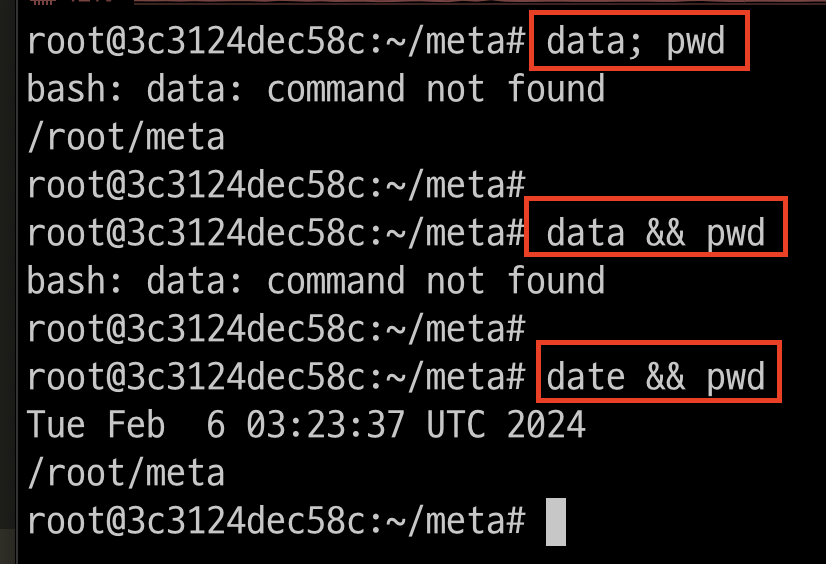 root@3c3124dec58c:~/meta# data; pwd
bash: data: command not found
/root/meta
root@3c3124dec58c:~/meta#
root@3c3124dec58c:~/meta# data && pwd
bash: data: command not found
root@3c3124dec58c:~/meta#
root@3c3124dec58c:~/meta# date && pwd
Tue Feb  6 03:23:37 UTC 2024
/root/meta
root@3c3124dec58c:~/meta#